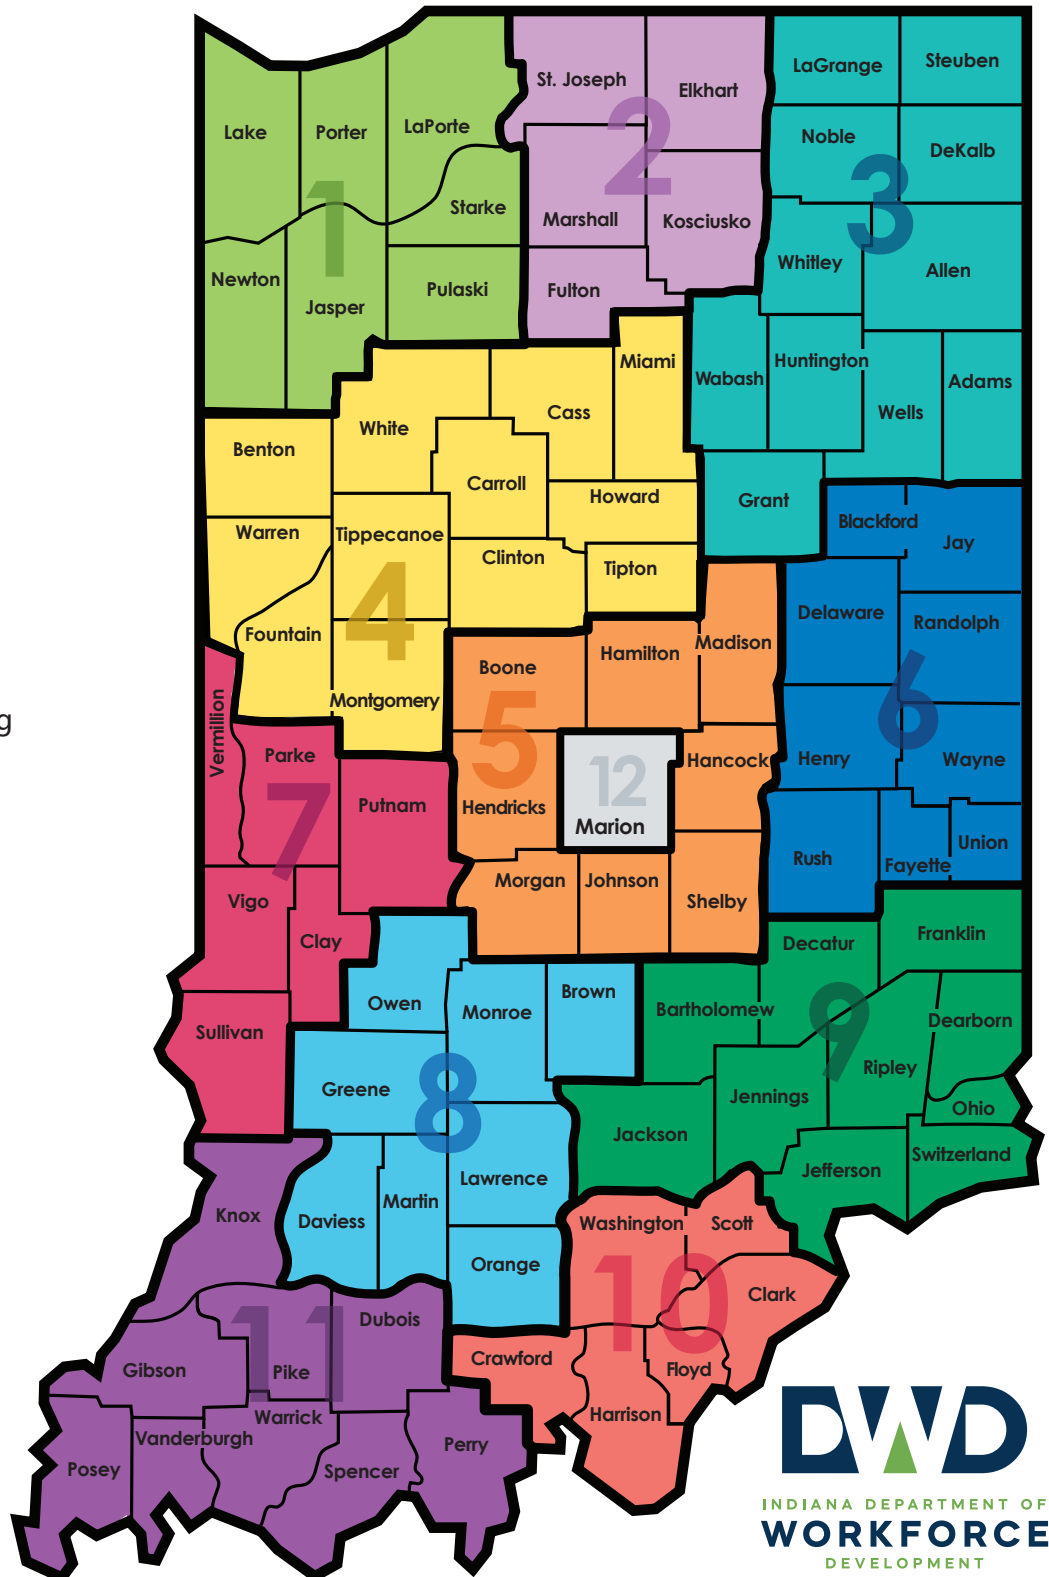 LaGrange
Steuben
St. Joseph
Elkhart
Lake
Porter
LaPorte
2
Noble
DeKalb
3
1
Starke
Marshall
Kosciusko
Newton
Jasper
Pulaski
Fulton
Whitley
Allen
Miami
Wabash
Huntington
Adams
White
Cass
Wells
Benton
Carroll
Howard
Grant
Warren
Tippecanoe
Clinton
Tipton
Blackford
Jay
4
Delaware
Randolph
Fountain
Boone
Hamilton
Madison
Montgomery
5
6
g
Vermillion
Parke
7
Putnam
Hendricks
12
Marion
Hancock
Henry
Wayne
Rush
Fayette
Union
Vigo
Morgan
Johnson
Shelby
Clay
Decatur
Franklin
Owen
Monroe
Brown
Bartholomew
9
Dearborn
Sullivan
Greene
8
Jennings
Ripley
Ohio
Jackson
Jefferson
Switzerland
Knox
Daviess
Martin
Lawrence
Washington
Scott
Orange
10
Clark
11
Dubois
Gibson
Pike
Crawford
Floyd
Harrison
Warrick
Vanderburgh
Posey
Spencer
Perry
DWD
INDIANA DEPARTMENT OF
WORKFORCE
DEVELOPMENT